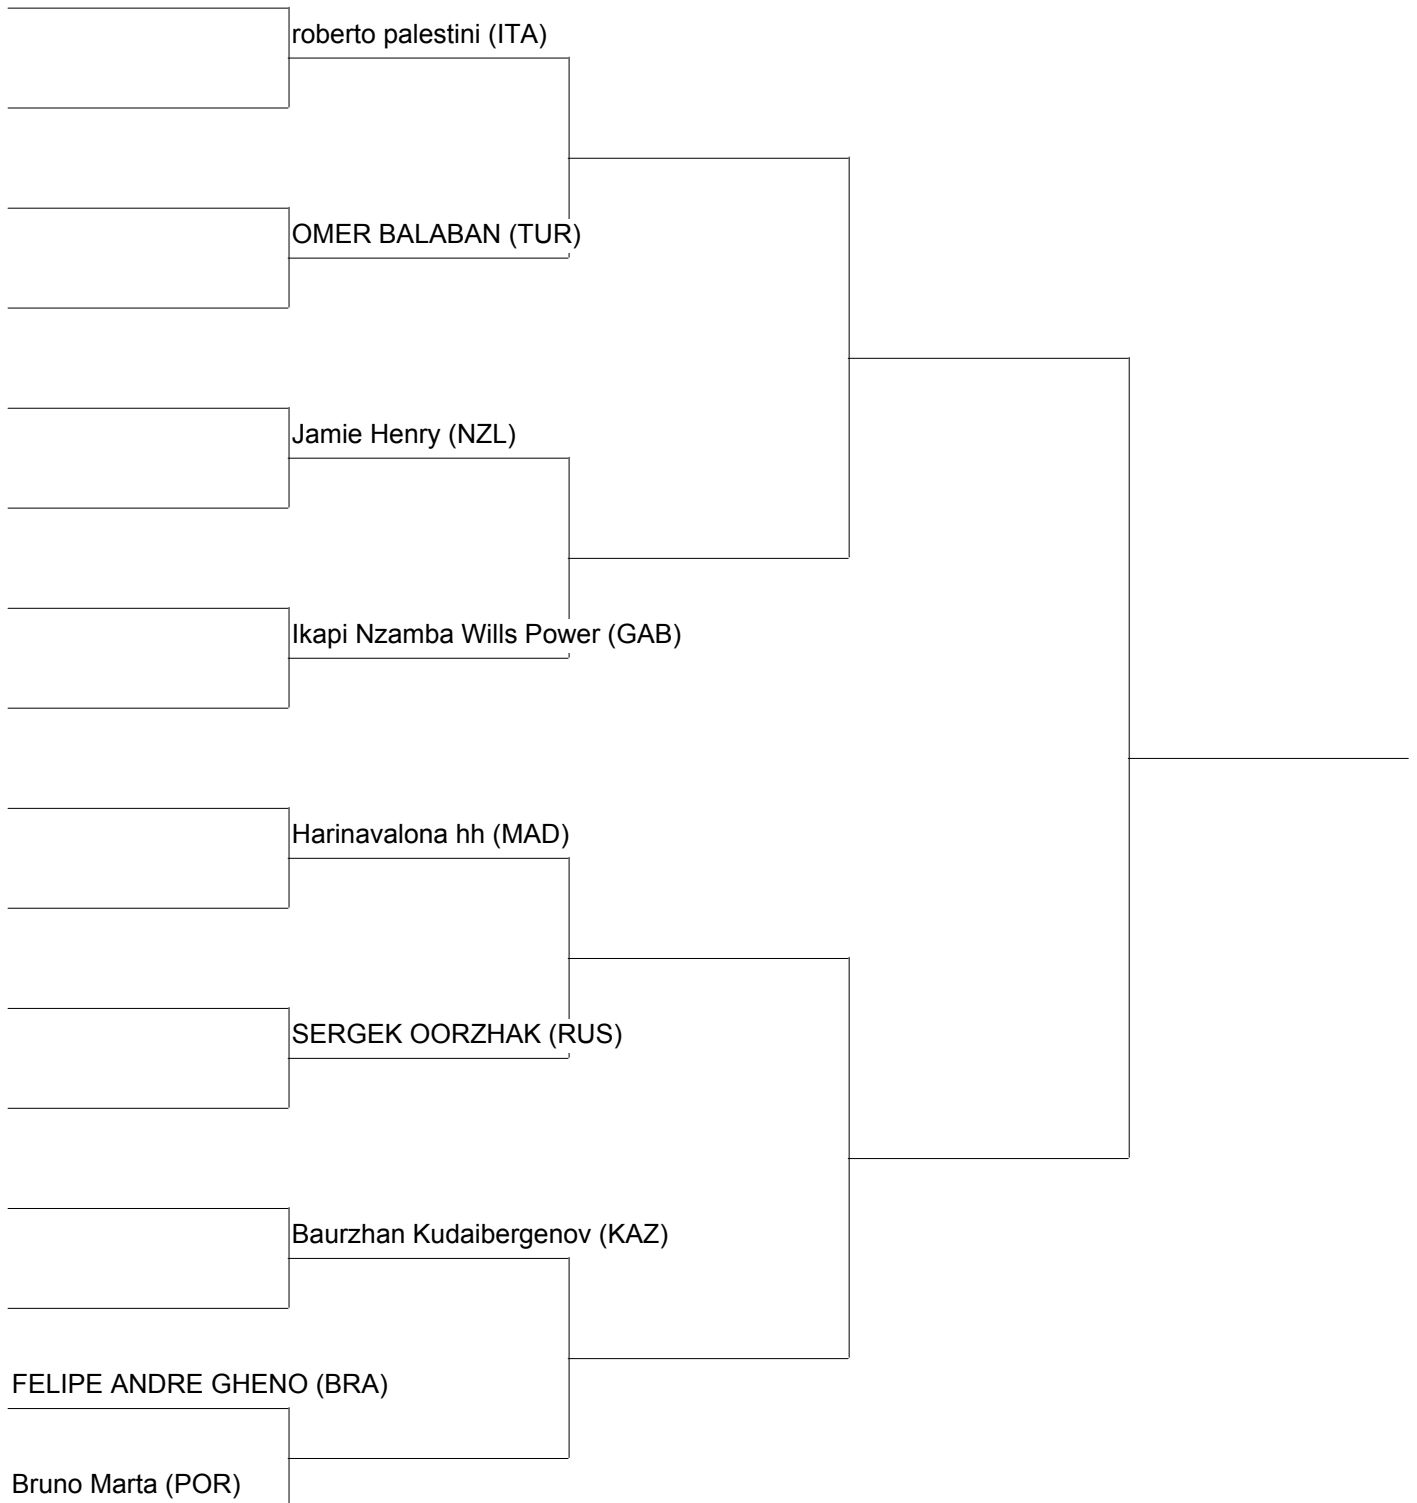 roberto palestini (ITA)
OMER BALABAN (TUR)
Jamie Henry (NZL)
Ikapi Nzamba Wills Power (GAB)
Harinavalona hh (MAD)
SERGEK OORZHAK (RUS)
Baurzhan Kudaibergenov (KAZ)
FELIPE ANDRE GHENO (BRA)
Bruno Marta (POR)